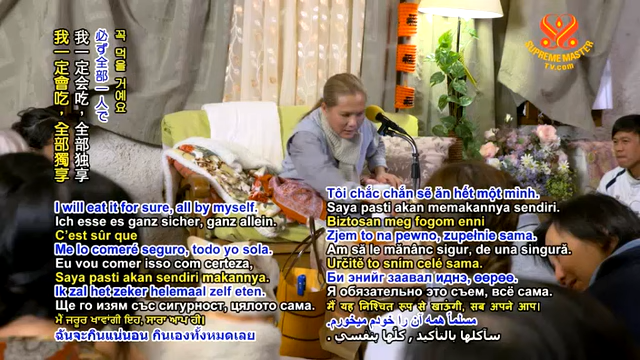 我一定會吃，全部獨享
我一定会吃，全部独享
必ず全部一人で
꼭 먹을 거예요
SUPREME MASTER
TV.com
I will eat it for sure, all by myself.
Ich esse es ganz sicher, ganz allein.
C'est sûr que
Me lo comeré seguro, todo yo sola.
Eu vou comer isso com certeza,
Saya pasti akan sendiri makannya.
Ik zal het zeker helemaal zelf eten.
Ще го изям със сигурност, цялото сама.
ਮੈਂ ਜ਼ਰੂਰ ਖਾਵਾਂਗੀ ਇਹ, ਸਾਰਾ ਆਪ ਹੀ।
ฉันจะกินแน่นอน กินเองทั้งหมดเลย
Tôi chắc chắn sẽ ăn hết một mình.
Saya pasti akan memakannya sendiri.
Biztosan meg fogom enni
Zjem to na pewno, zupełnie sama.
Am să le mănânc sigur, de una singură.
Určitě to sním celé sama.
Би энийг заавал иднэ, өөрөө.
Я обязательно это съем, всё сама.
मैं यह निश्चित रूप से खाऊंगी, सब अपने आप।
مسلماً همه آن را خودم میخورم.
سآكلها بالتأكيد , كلّها بنفسي .